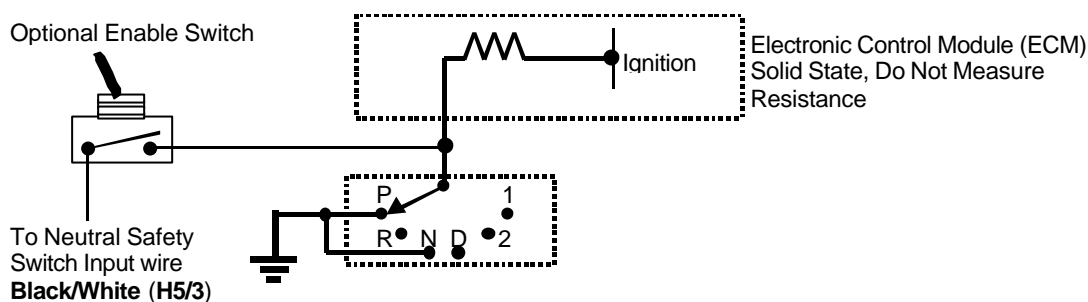 Optional Enable Switch
Ignition
Electronic Control Module (ECM)
Solid State, Do Not Measure
Resistance
P 1
R N D 2
To Neutral Safety
Switch Input wire
Black/White (H5/3)